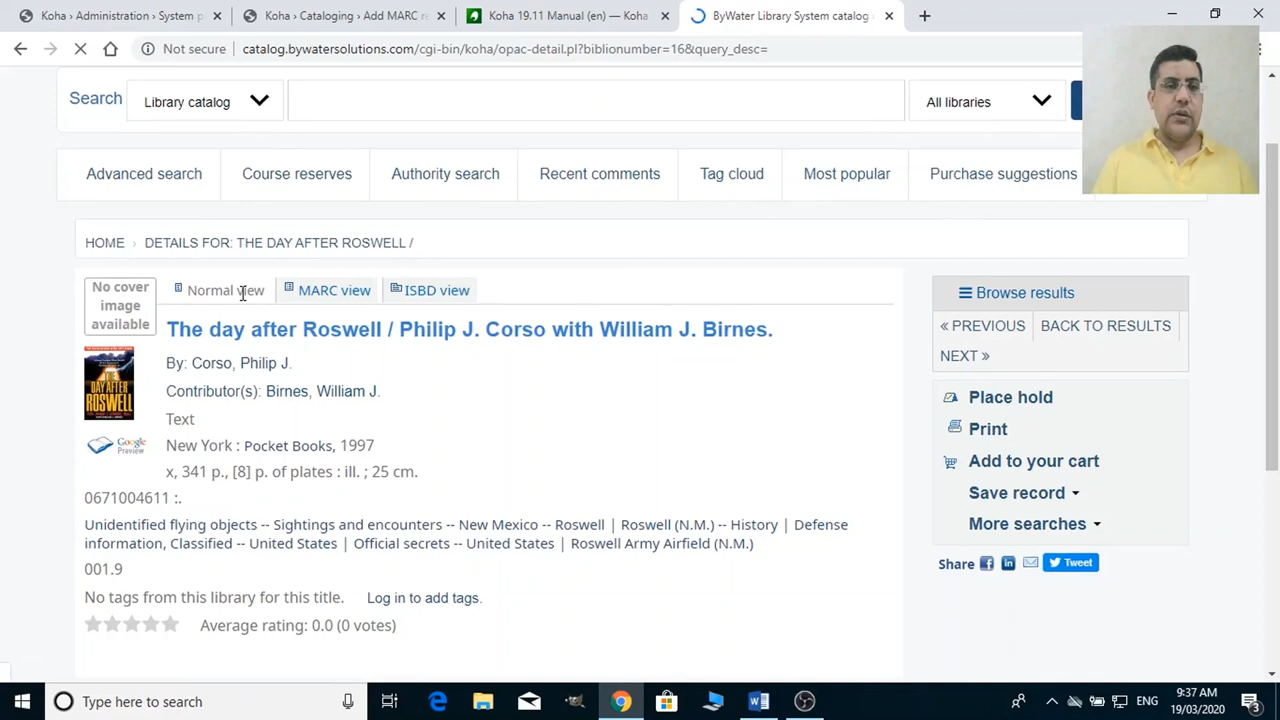 Koha › Administration › System p
Koha › Cataloging › Add MARC re
Koha 19.11 Manual (en) — Koha
ByWater Library System catalog ›
Not secure catalog.bywatersolutions.com/cgi-bin/koha/opac-detail.pl?biblionumber=16&query_desc=
Search Library catalog All libraries
Advanced search Course reserves Authority search Recent comments Tag cloud Most popular Purchase suggestions
HOME › DETAILS FOR: THE DAY AFTER ROSWELL /
No cover
image
available
Normal view MARC view ISBD view
The day after Roswell / Philip J. Corso with William J. Birnes.
By: Corso, Philip J.
Contributor(s): Birnes, William J.
Text
New York : Pocket Books, 1997
x, 341 p., [8] p. of plates : ill. ; 25 cm.
THE
DAY AFTER
ROSWELL
Google
Preview
0671004611 :.
Unidentified flying objects -- Sightings and encounters -- New Mexico -- Roswell | Roswell (N.M.) -- History | Defense
information, Classified -- United States | Official secrets -- United States | Roswell Army Airfield (N.M.)
001.9
No tags from this library for this title. Log in to add tags.
Average rating: 0.0 (0 votes)
Browse results
« PREVIOUS BACK TO RESULTS
NEXT »
Place hold
Print
Add to your cart
Save record
More searches
Share Tweet
Type here to search
ENG
9:37 AM
19/03/2020
3